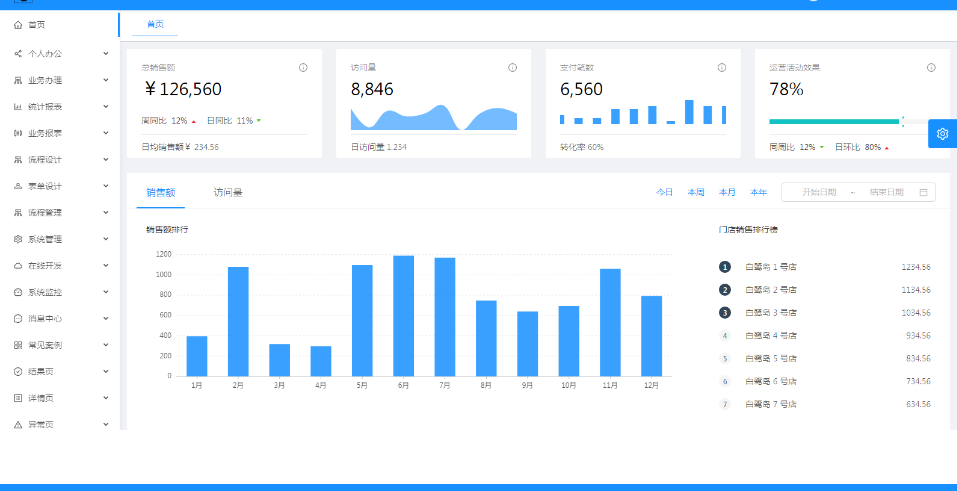 首页
个人办公
业务办理
统计报表
业务报表
流程设计
表单设计
流程管理
系统管理
在线开发
系统监控
消息中心
常见案例
结果页
详情页
异常页
首页
总销售额
￥126,560
周同比 12% 日同比 11%
日均销售额￥ 234.56
访问量
8,846
日访问量 1,234
支付笔数
6,560
转化率 60%
运营活动效果
78%
同周比 12% 日环比 80%
销售额 访问量
今日 本周 本月 本年 开始日期 ~ 结束日期
销售额排行
1200
1000
800
600
400
200
0
1月 2月 3月 4月 5月 6月 7月 8月 9月 10月 11月 12月
门店销售排行榜
1 白鹭岛 1 号店 1234.56
2 白鹭岛 2 号店 1134.56
3 白鹭岛 3 号店 1034.56
4 白鹭岛 4 号店 934.56
5 白鹭岛 5 号店 834.56
6 白鹭岛 6 号店 734.56
7 白鹭岛 7 号店 634.56